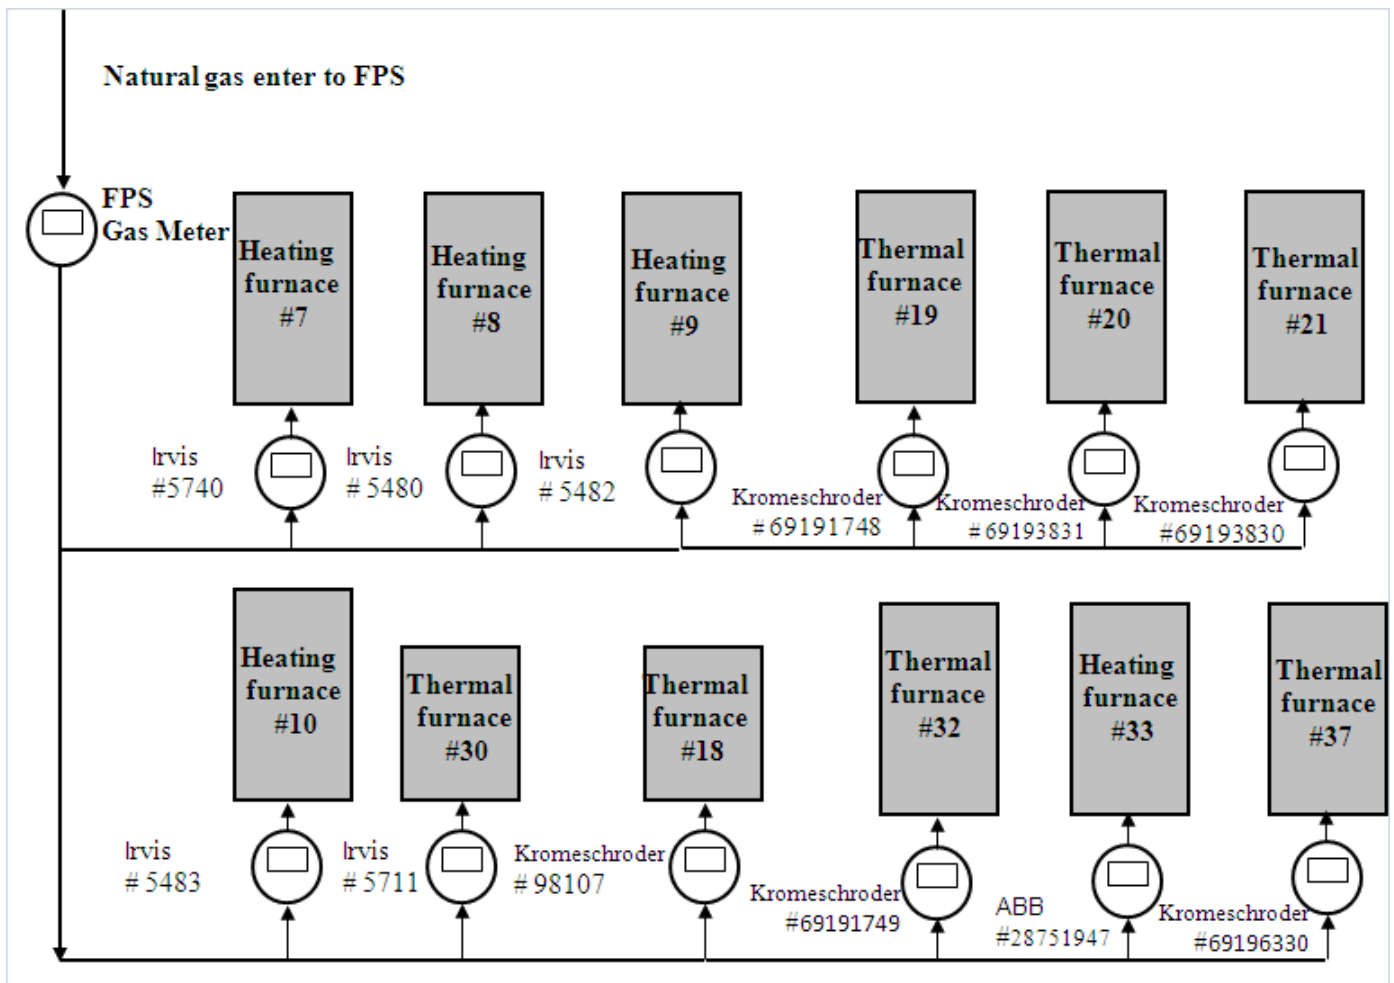 Natural gas enter to FPS
FPS
Gas Meter
Heating
furnace
#7
Heating
furnace
#8
Heating
furnace
#9
Thermal
furnace
#19
Thermal
furnace
#20
Thermal
furnace
#21
Irvis
#5740
Irvis
# 5480
Irvis
# 5482
Kromeschroder
# 69191748
Kromeschroder
# 69193831
Kromeschroder
#69193830
Heating
furnace
#10
Thermal
furnace
#30
Thermal
furnace
#18
Thermal
furnace
#32
Heating
furnace
#33
Thermal
furnace
#37
Irvis
# 5483
Irvis
# 5711
Kromeschroder
# 98107
Kromeschroder
#69191749
ABB
#28751947
Kromeschroder
#69196330